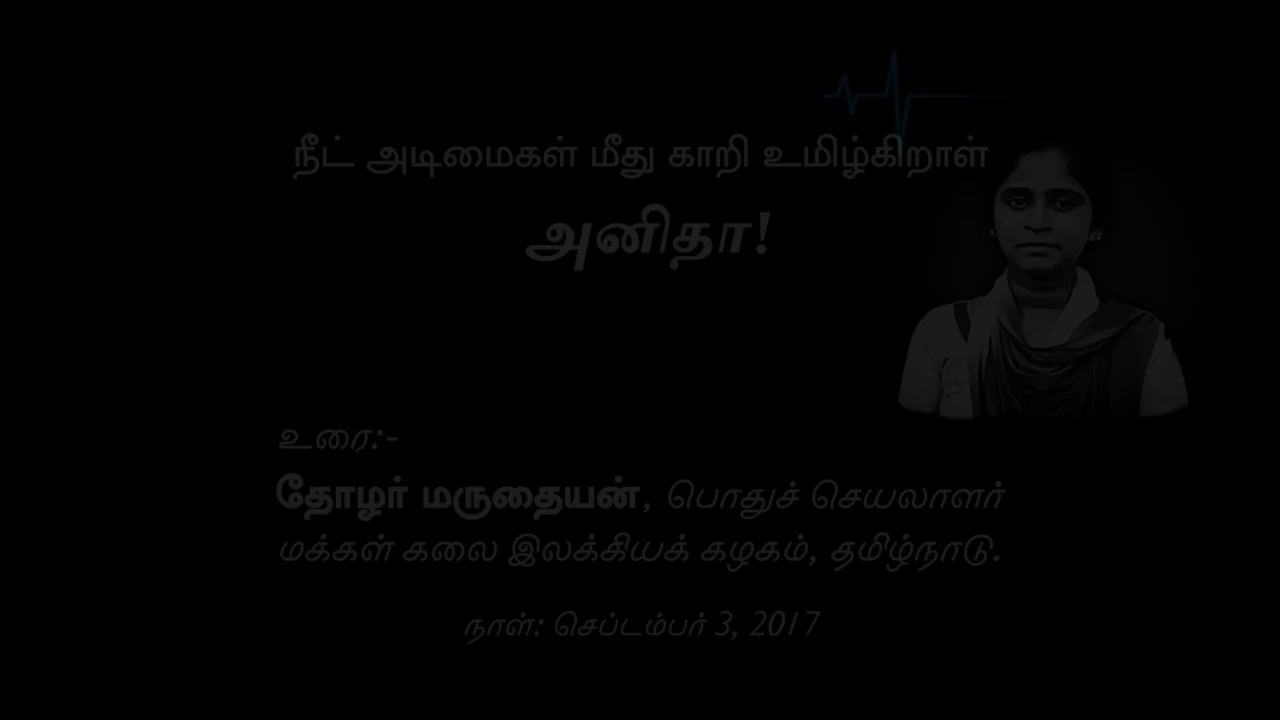 நீட் அடிமைகள் மீது காறி உமிழ்கிறாள்
அனிதா!
உரை:-
தோழர் மருதையன், பொதுச் செயலாளர்
மக்கள் கலை இலக்கியக் கழகம், தமிழ்நாடு.
நாள்: செப்டம்பர் 3, 2017